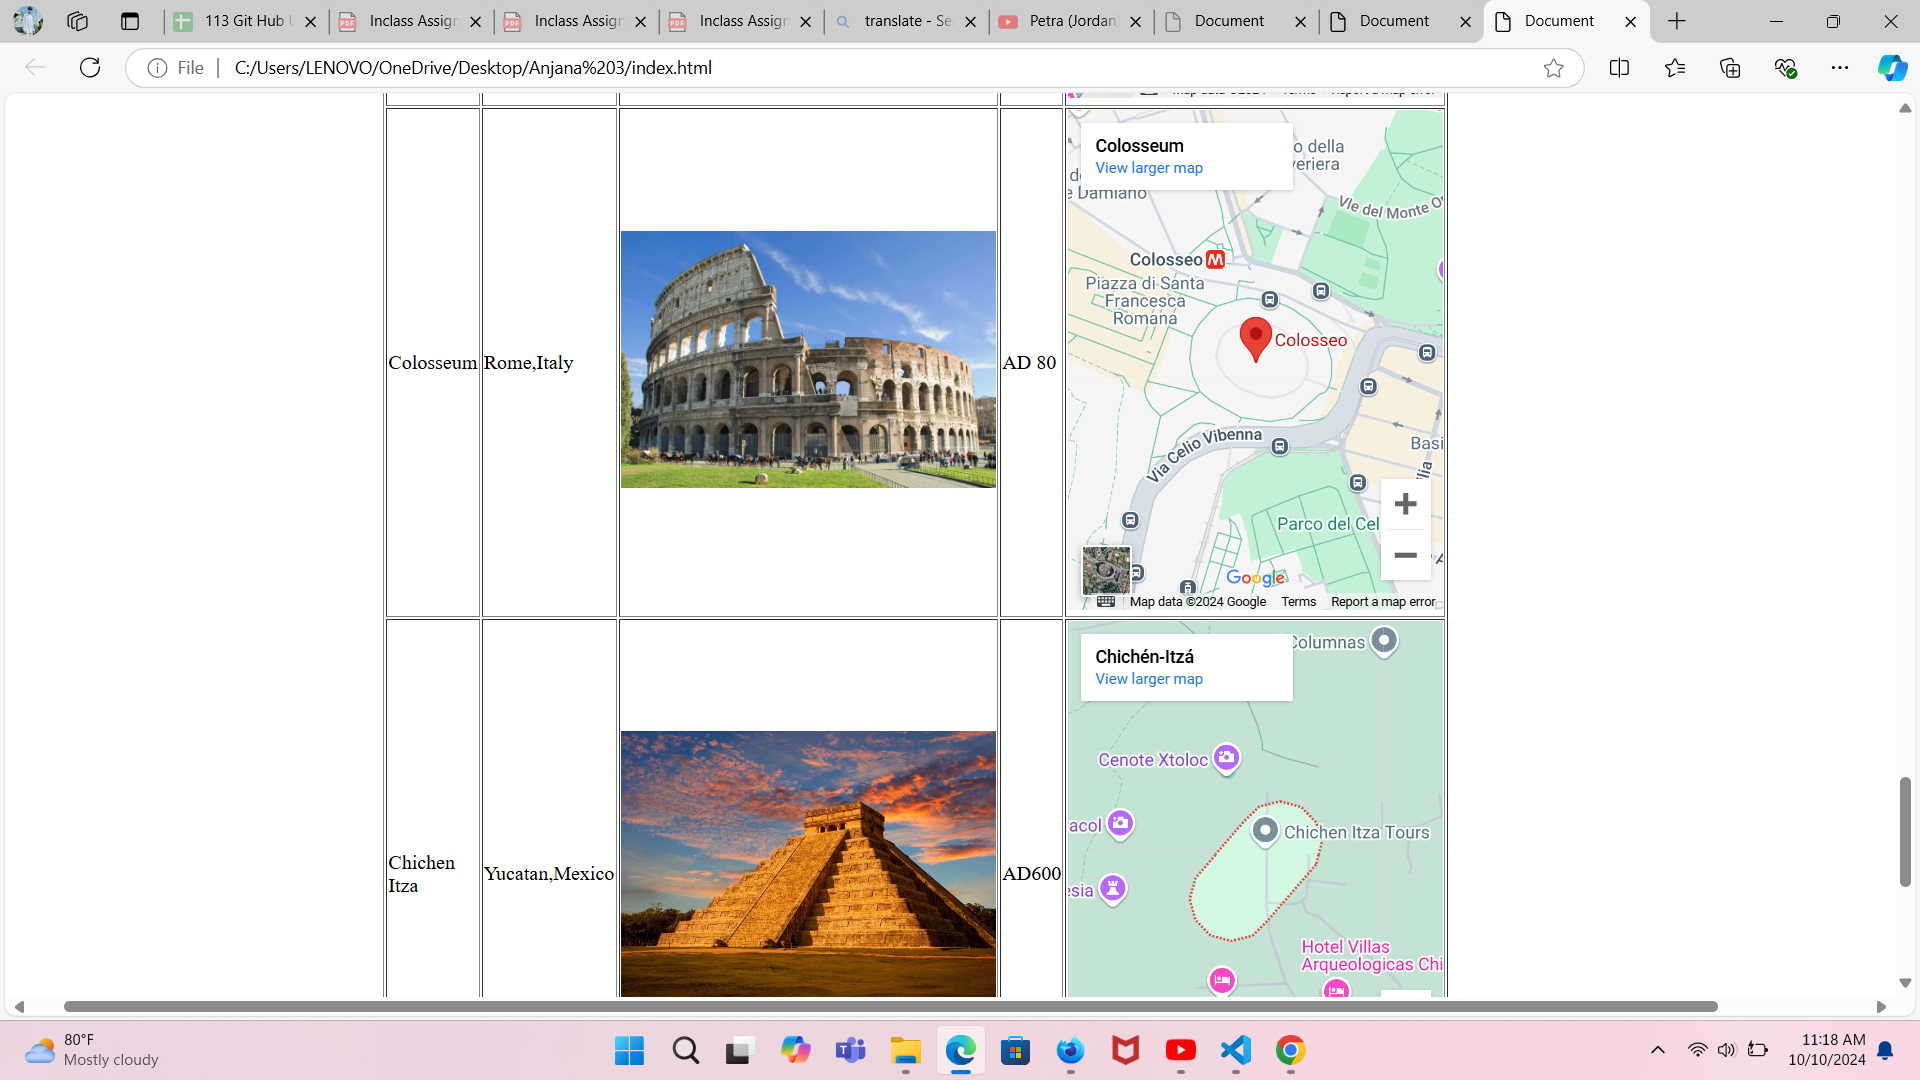 113 Git Hub
Inclass Assign
Inclass Assign
Inclass Assign
translate - Se
Petra (Jordan)
Document
Document
Document
File
C:/Users/LENOVO/OneDrive/Desktop/Anjana%203/index.html
Colosseum
Rome,Italy
AD 80
Colosseum
View larger map
o della
veriera
e Damiano
Vle del Monte O
Colosseo M
Piazza di Santa
Francesca
Romana
Colosseo
Via Celio Vibenna
Basi
ilia
Parco del Cel
Google
Map data ©2024 Google Terms Report a map error
Chichen
Itza
Yucatan,Mexico
AD600
Chichén-Itzá
View larger map
Columnas
Cenote Xtoloc
acol
Chichen Itza Tours
esia
Hotel Villas
Arqueologicas Chi
80°F
Mostly cloudy
11:18 AM
10/10/2024